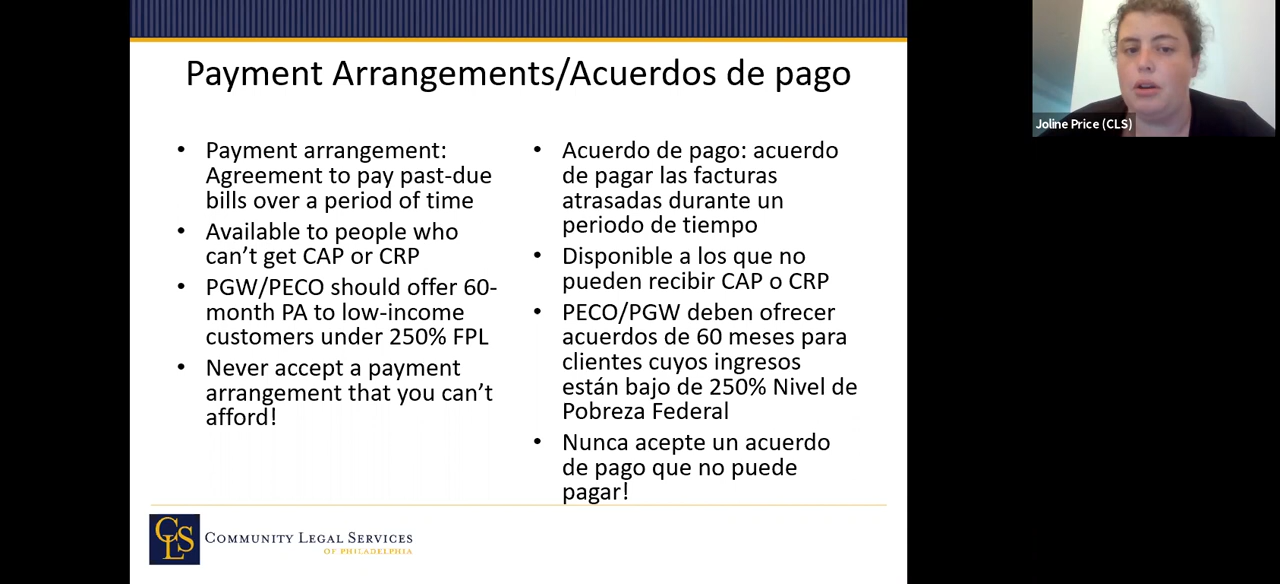 Payment Arrangements/Acuerdos de pago
• Payment arrangement:
Agreement to pay past-due
bills over a period of time
• Available to people who
can’t get CAP or CRP
• PGW/PECO should offer 60-
month PA to low-income
customers under 250% FPL
• Never accept a payment
arrangement that you can’t
afford!
• Acuerdo de pago: acuerdo
de pagar las facturas
atrasadas durante un
periodo de tiempo
• Disponible a los que no
pueden recibir CAP o CRP
• PECO/PGW deben ofrecer
acuerdos de 60 meses para
clientes cuyos ingresos
están bajo de 250% Nivel de
Pobreza Federal
• Nunca acepte un acuerdo
de pago que no puede
pagar!
CLS
COMMUNITY LEGAL SERVICES
OF PHILADELPHIA
Joline Price (CLS)